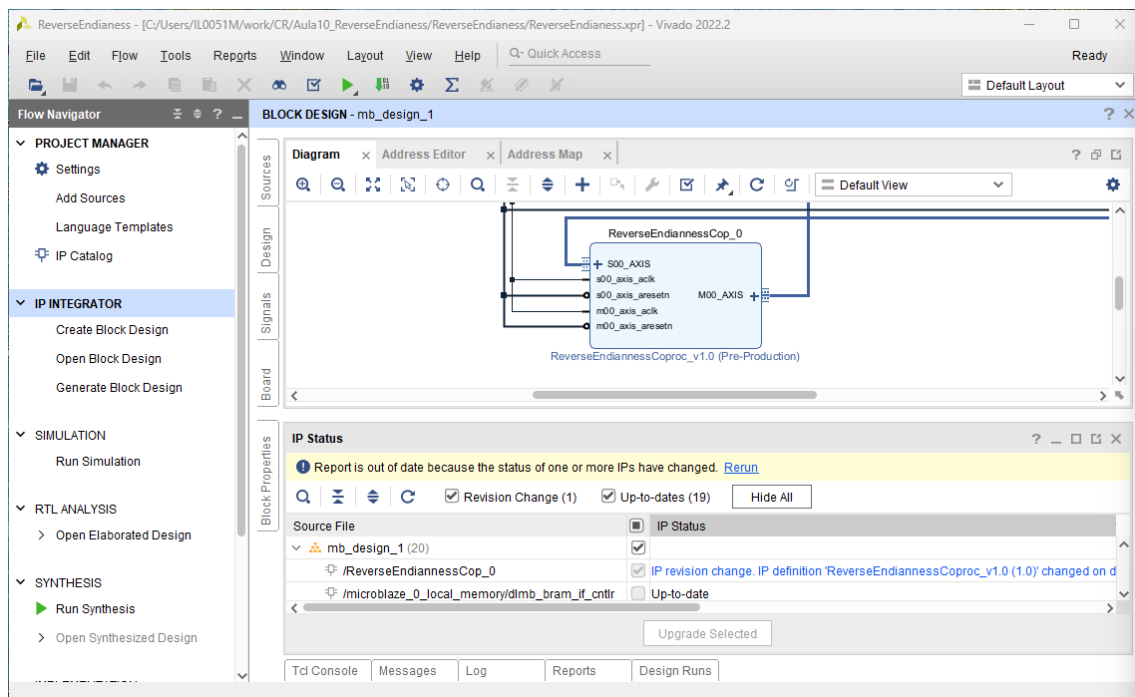 ReverseEndianess - [C:/Users/IL0051M/work/CR/Aula10_ReverseEndianess/ReverseEndianess/ReverseEndianess.xpr] - Vivado 2022.2
File Edit Flow Tools Reports Window Layout View Help Q- Quick Access Ready
Default Layout
Flow Navigator
PROJECT MANAGER
Settings
Add Sources
Language Templates
IP Catalog
IP INTEGRATOR
Create Block Design
Open Block Design
Generate Block Design
SIMULATION
Run Simulation
RTL ANALYSIS
Open Elaborated Design
SYNTHESIS
Run Synthesis
Open Synthesized Design
BLOCK DESIGN - mb_design_1
Sources
Design
Signals
Board
Diagram Address Editor Address Map
Default View
ReverseEndiannessCop_0
S00_AXIS
s00_axis_aclk
s00_axis_aresetn M00_AXIS
m00_axis_aclk
m00_axis_aresetn
ReverseEndiannessCoproc_v1.0 (Pre-Production)
Block Properties
IP Status
Report is out of date because the status of one or more IPs have changed. Rerun
Revision Change (1) Up-to-dates (19) Hide All
Source File IP Status
mb_design_1 (20)
/ReverseEndiannessCop_0 IP revision change. IP definition 'ReverseEndiannessCoproc_v1.0 (1.0)' changed on d
/microblaze_0_local_memory/dlmb_bram_if_cntlr Up-to-date
Upgrade Selected
Tcl Console Messages Log Reports Design Runs